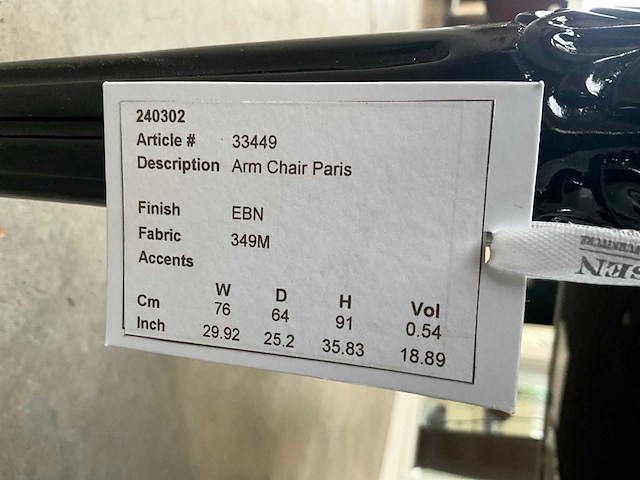 240302
Article # 33449
Description Arm Chair Paris
Finish EBN
Fabric 349M
Accents
W D H Vol
Cm 76 64 91 0.54
Inch 29.92 25.2 35.83 18.89
SEN